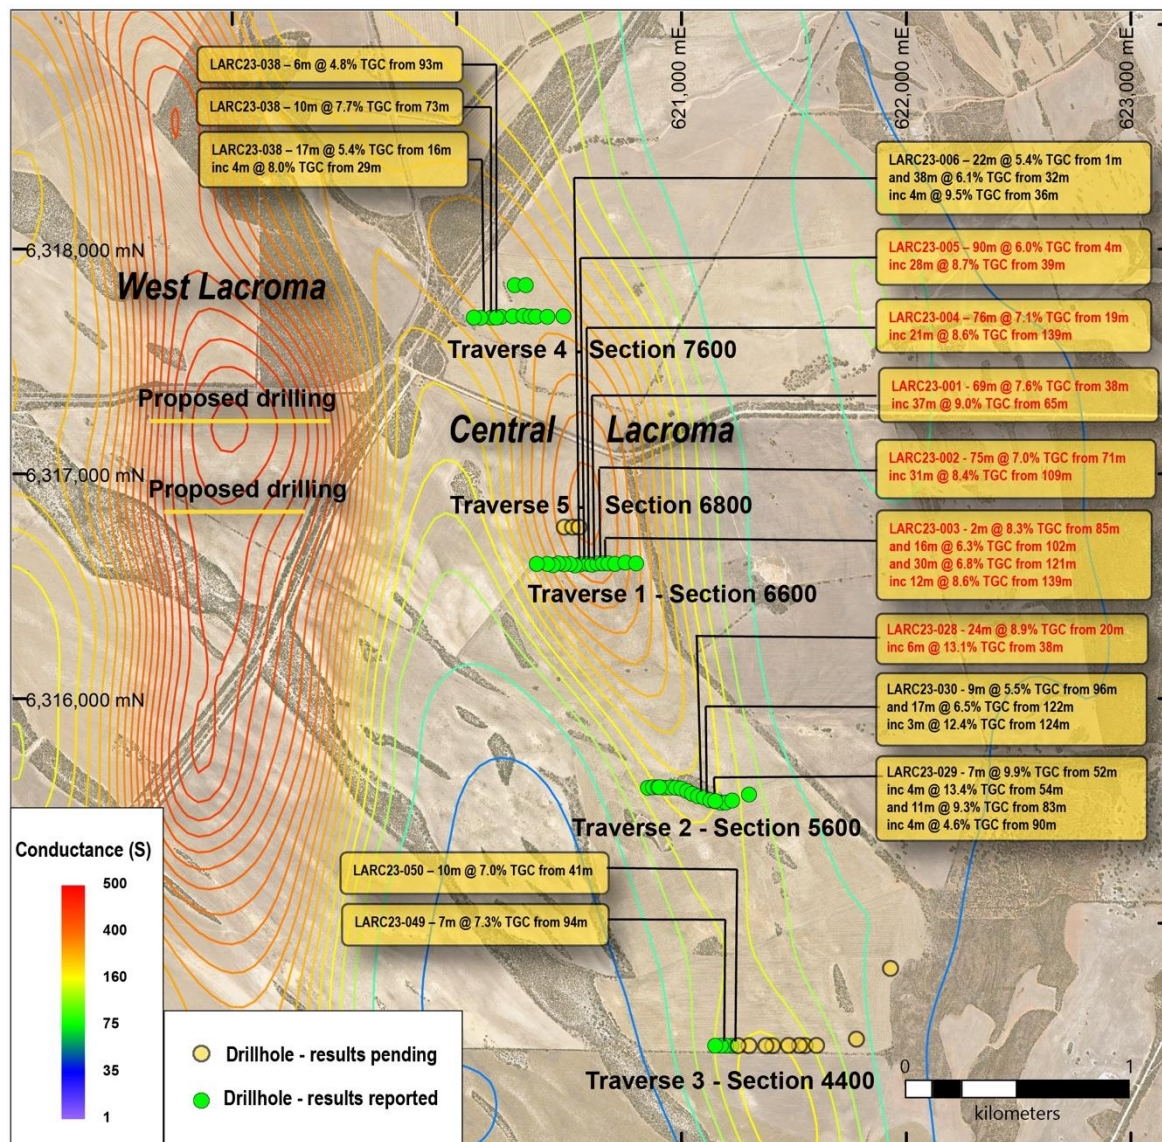 621,000 mE
622,000 mE
623,000 mE
LARC23-038 – 6m @ 4.8% TGC from 93m
LARC23-038 – 10m @ 7.7% TGC from 73m
LARC23-038 – 17m @ 5.4% TGC from 16m
inc 4m @ 8.0% TGC from 29m
LARC23-006 – 22m @ 5.4% TGC from 1m
and 38m @ 6.1% TGC from 32m
inc 4m @ 9.5% TGC from 36m
6,318,000 mN
LARC23-005 – 90m @ 6.0% TGC from 4m
inc 28m @ 8.7% TGC from 39m
West Lacroma
LARC23-004 – 76m @ 7.1% TGC from 19m
inc 21m @ 8.6% TGC from 139m
Traverse 4 - Section 7600
LARC23-001 - 69m @ 7.6% TGC from 38m
inc 37m @ 9.0% TGC from 65m
Proposed drilling
Central Lacroma
LARC23-002 - 75m @ 7.0% TGC from 71m
inc 31m @ 8.4% TGC from 109m
6,317,000 mN
Proposed drilling
Traverse 5 - Section 6800
LARC23-003 - 2m @ 8.3% TGC from 85m
and 16m @ 6.3% TGC from 102m
and 30m @ 6.8% TGC from 121m
inc 12m @ 8.6% TGC from 139m
Traverse 1 - Section 6600
LARC23-028 - 24m @ 8.9% TGC from 20m
inc 6m @ 13.1% TGC from 38m
6,316,000 mN
LARC23-030 - 9m @ 5.5% TGC from 96m
and 17m @ 6.5% TGC from 122m
inc 3m @ 12.4% TGC from 124m
LARC23-029 - 7m @ 9.9% TGC from 52m
inc 4m @ 13.4% TGC from 54m
and 11m @ 9.3% TGC from 83m
inc 4m @ 4.6% TGC from 90m
Traverse 2 - Section 5600
LARC23-050 – 10m @ 7.0% TGC from 41m
LARC23-049 – 7m @ 7.3% TGC from 94m
Conductance (S)
500
400
160
75
35
1
Drillhole - results pending
Drillhole - results reported
Traverse 3 - Section 4400
0
1
kilometers